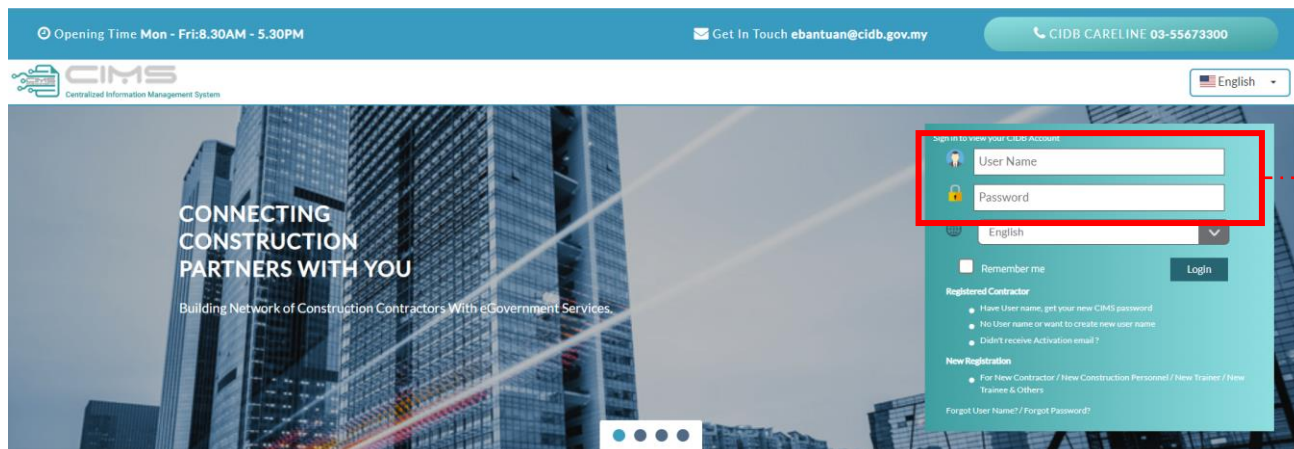 Opening Time Mon - Fri:8.30AM - 5.30PM
Get In Touch ebantuan@cidb.gov.my
CIDB CARELINE 03-55673300
CIMS
Centralized Information Management System
English
CONNECTING
CONSTRUCTION
PARTNERS WITH YOU
Building Network of Construction Contractors With eGovernment Services.
Sign in to view your CIDB Account
User Name
Password
English
Remember me
Login
Registered Contractor
Have User name, get your new CIMS password
No User name or want to create new user name
Didn't receive Activation email ?
New Registration
For New Contractor / New Construction Personnel / New Trainer / New
Trainee & Others
Forgot User Name? / Forgot Password?